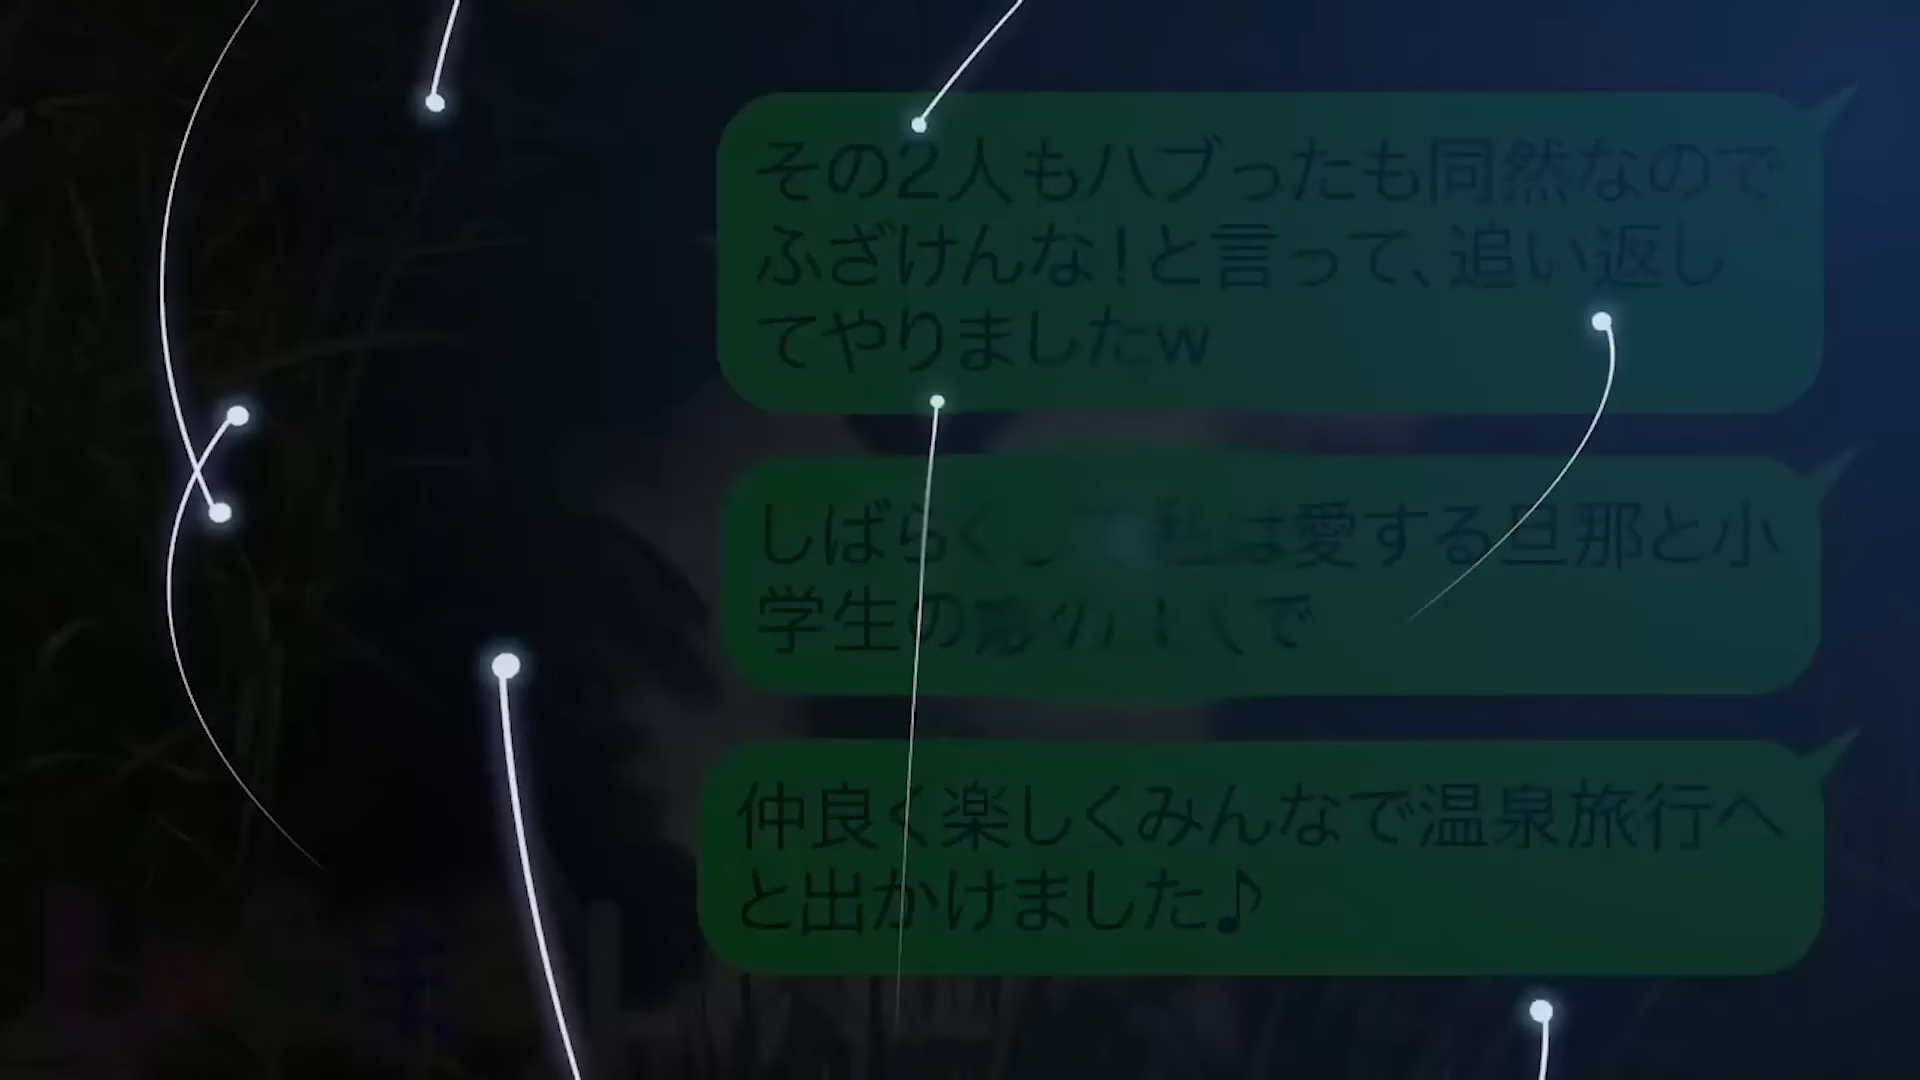 その2人もハブったも同然なので
ふざけんな!と言って、追い返し
てやりましたw
しばらくして私は愛する旦那と小
学生の で
仲良く楽しくみんなで温泉旅行へ
と出かけました♪